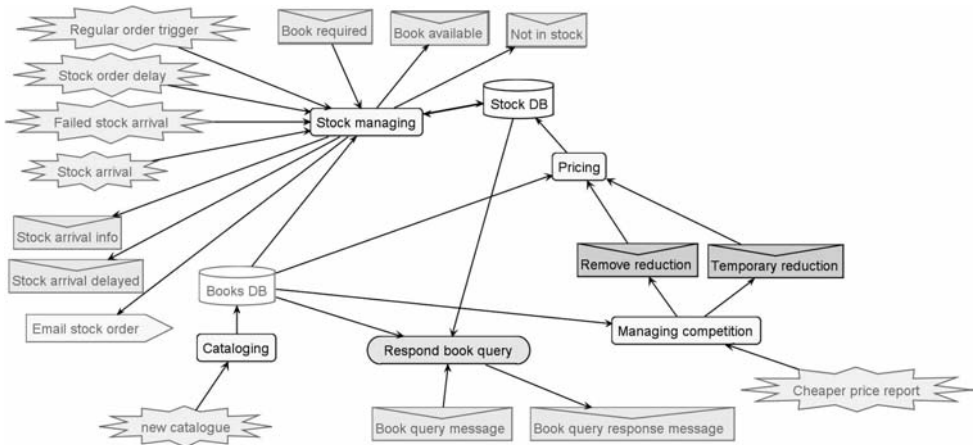 Regular order trigger
Book required
Book available
Not in stock
Stock order delay
Stock DB
Failed stock arrival
Stock managing
Stock arrival
Pricing
Stock arrival info
Remove reduction
Temporary reduction
Stock arrival delayed
Books DB
Email stock order
Managing competition
Cataloging
Respond book query
Cheaper price report
new catalogue
Book query message
Book query response message